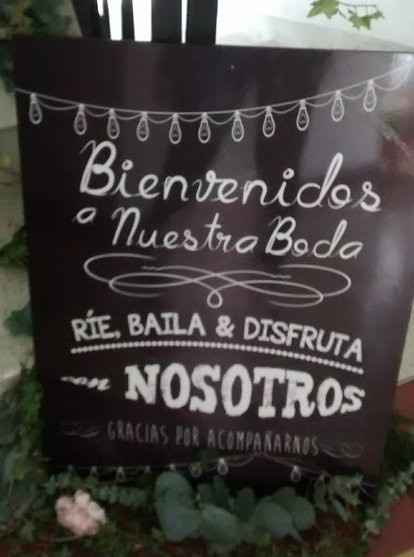 Bienvenidos
a Nuestra Boda
RÍE, BAILA & DISFRUTA
con NOSOTROS
GRACIAS POR ACOMPAÑARNOS